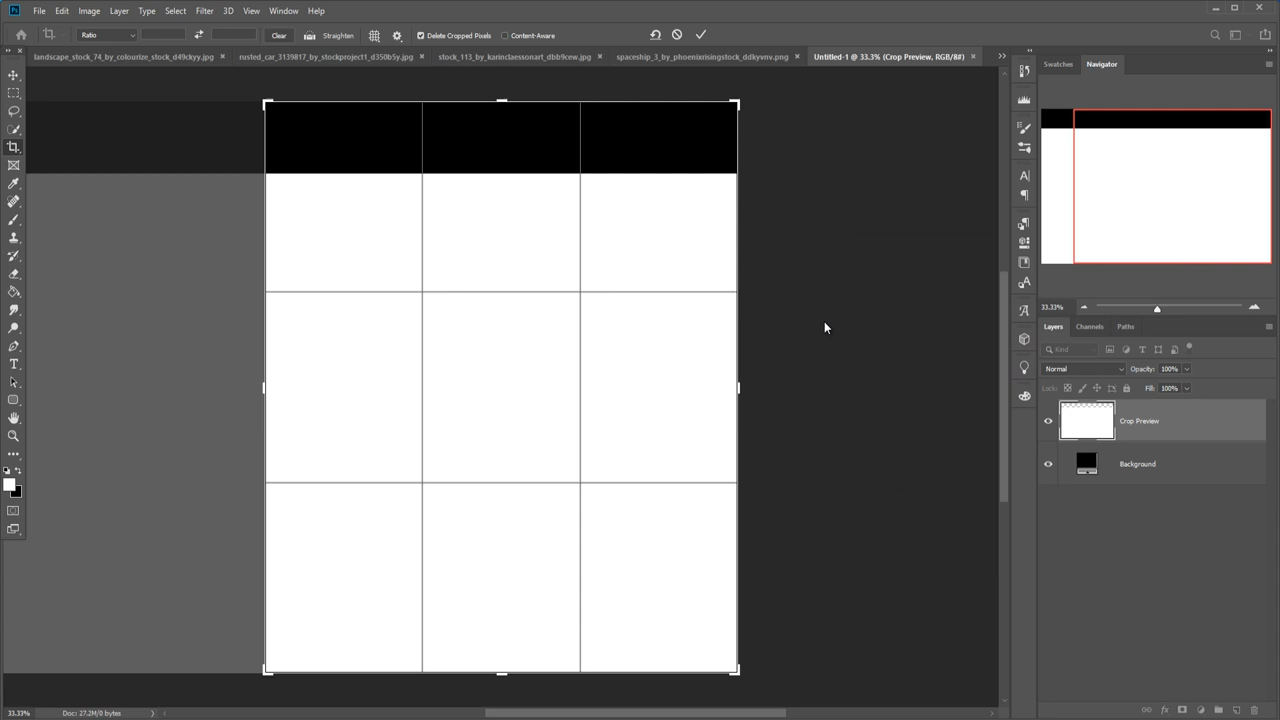 Ps File Edit Image Layer Type Select Filter 3D View Window Help
Ratio Clear Straighten Delete Cropped Pixels Content-Aware
landscape_stock_74_by_colourize_stock_d49ckyy.jpg × rusted_car_3139817_by_stockproject1_d350b5y.jpg × stock_113_by_karinclaessonart_dbb9cew.jpg × spaceship_3_by_phoenixrisingstock_ddkyvnv.png × Untitled-1 @ 33.3% (Crop Preview, RGB/8#) ×
Swatches Navigator
33.33%
Layers Channels Paths
Kind
Normal Opacity: 100%
Lock: Fill: 100%
Crop Preview
Background
33.33% Doc: 27.2M/0 bytes